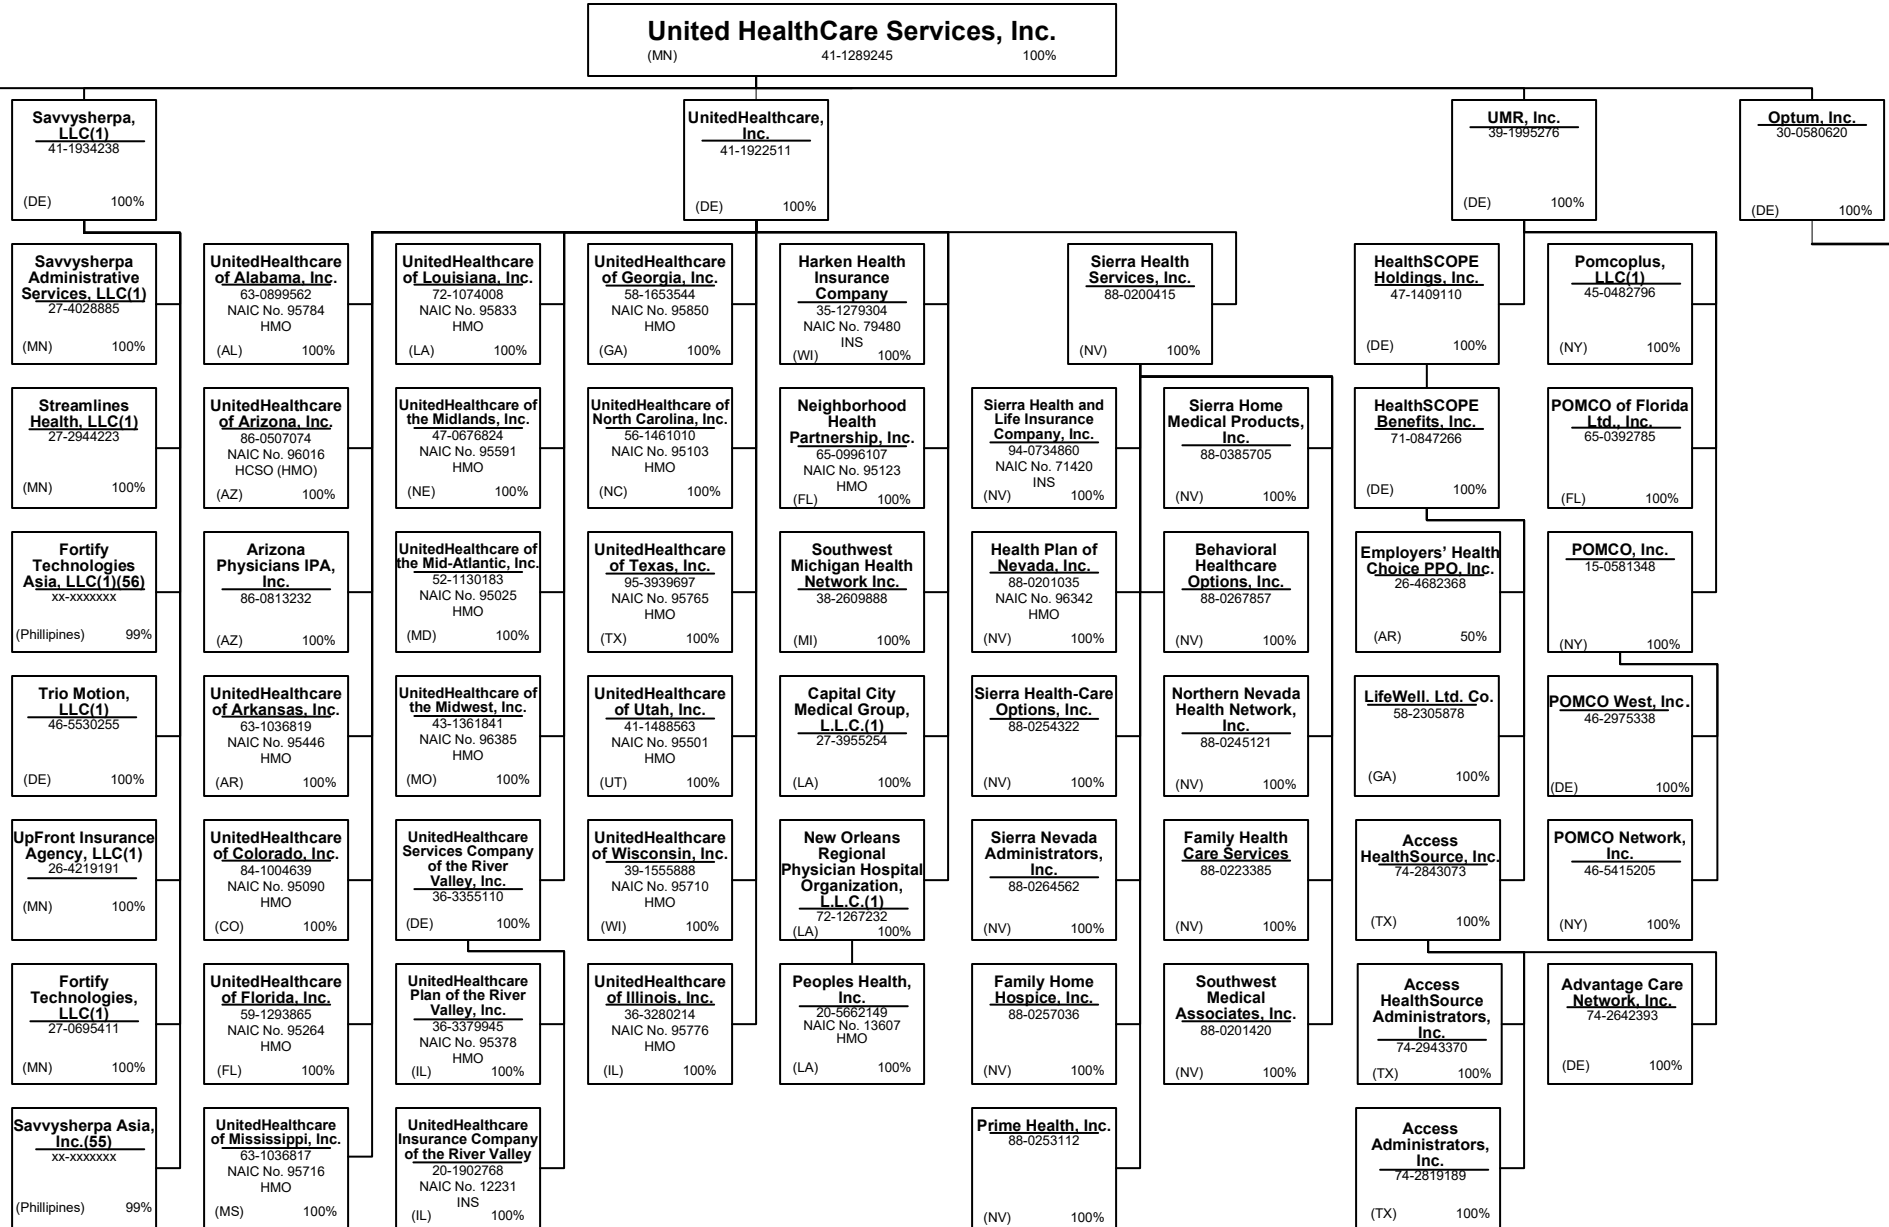 United HealthCare Services, Inc.
(MN) 41-1289245 100%
Savvysherpa,
LLC(1)
41-1934238
(DE) 100%
UnitedHealthcare,
Inc.
41-1922511
(DE) 100%
UMR, Inc.
39-1995276
(DE) 100%
Optum, Inc.
30-0580620
(DE) 100%
Savvysherpa
Administrative
Services, LLC(1)
27-4028885
(MN) 100%
UnitedHealthcare
of Alabama, Inc.
63-0899562
NAIC No. 95784
HMO
(AL) 100%
UnitedHealthcare
of Louisiana, Inc.
72-1074008
NAIC No. 95833
HMO
(LA) 100%
UnitedHealthcare
of Georgia, Inc.
58-1653544
NAIC No. 95850
HMO
(GA) 100%
Harken Health
Insurance
Company
35-1279304
NAIC No. 79480
INS
(WI) 100%
Sierra Health
Services, Inc.
88-0200415
(NV) 100%
HealthSCOPE
Holdings, Inc.
47-1409110
(DE) 100%
Pomcoplus,
LLC(1)
45-0482796
(NY) 100%
Streamlines
Health, LLC(1)
27-2944223
(MN) 100%
UnitedHealthcare
of Arizona, Inc.
86-0507074
NAIC No. 96016
HCSO (HMO)
(AZ) 100%
UnitedHealthcare of
the Midlands, Inc.
47-0676824
NAIC No. 95591
HMO
(NE) 100%
UnitedHealthcare of
North Carolina, Inc.
56-1461010
NAIC No. 95103
HMO
(NC) 100%
Neighborhood
Health
Partnership, Inc.
65-0996107
NAIC No. 95123
HMO
(FL) 100%
Sierra Health and
Life Insurance
Company, Inc.
94-0734860
NAIC No. 71420
INS
(NV) 100%
Sierra Home
Medical Products,
Inc.
88-0385705
(NV) 100%
HealthSCOPE
Benefits, Inc.
71-0847266
(DE) 100%
POMCO of Florida
Ltd., Inc.
65-0392785
(FL) 100%
Fortify
Technologies
Asia, LLC(1)(56)
xx-xxxxxxx
(Phillipines) 99%
Arizona
Physicians IPA,
Inc.
86-0813232
(AZ) 100%
UnitedHealthcare of
the Mid-Atlantic, Inc.
52-1130183
NAIC No. 95025
HMO
(MD) 100%
UnitedHealthcare
of Texas, Inc.
95-3939697
NAIC No. 95765
HMO
(TX) 100%
Southwest
Michigan Health
Network Inc.
38-2609888
(MI) 100%
Health Plan of
Nevada, Inc.
88-0201035
NAIC No. 96342
HMO
(NV) 100%
Behavioral
Healthcare
Options, Inc.
88-0267857
(NV) 100%
Employers’ Health
Choice PPO, Inc.
26-4682368
(AR) 50%
POMCO, Inc.
15-0581348
(NY) 100%
Trio Motion,
LLC(1)
46-5530255
(DE) 100%
UnitedHealthcare
of Arkansas, Inc.
63-1036819
NAIC No. 95446
HMO
(AR) 100%
UnitedHealthcare of
the Midwest, Inc.
43-1361841
NAIC No. 96385
HMO
(MO) 100%
UnitedHealthcare
of Utah, Inc.
41-1488563
NAIC No. 95501
HMO
(UT) 100%
Capital City
Medical Group,
L.L.C.(1)
27-3955254
(LA) 100%
Sierra Health-Care
Options, Inc.
88-0254322
(NV) 100%
Northern Nevada
Health Network,
Inc.
88-0245121
(NV) 100%
LifeWell. Ltd. Co.
58-2305878
(GA) 100%
POMCO West, Inc.
46-2975338
(DE) 100%
UpFront Insurance
Agency, LLC(1)
26-4219191
(MN) 100%
UnitedHealthcare
of Colorado, Inc.
84-1004639
NAIC No. 95090
HMO
(CO) 100%
UnitedHealthcare
Services Company
of the River
Valley, Inc.
36-3355110
(DE) 100%
UnitedHealthcare
of Wisconsin, Inc.
39-1555888
NAIC No. 95710
HMO
(WI) 100%
New Orleans
Regional
Physician Hospital
Organization,
L.L.C.(1)
72-1267232
(LA) 100%
Sierra Nevada
Administrators,
Inc.
88-0264562
(NV) 100%
Family Health
Care Services
88-0223385
(NV) 100%
Access
HealthSource, Inc.
74-2843073
(TX) 100%
POMCO Network,
Inc.
46-5415205
(NY) 100%
Fortify
Technologies,
LLC(1)
27-0695411
(MN) 100%
UnitedHealthcare
of Florida, Inc.
59-1293865
NAIC No. 95264
HMO
(FL) 100%
UnitedHealthcare
Plan of the River
Valley, Inc.
36-3379945
NAIC No. 95378
HMO
(IL) 100%
UnitedHealthcare
of Illinois, Inc.
36-3280214
NAIC No. 95776
HMO
(IL) 100%
Peoples Health,
Inc.
20-5662149
NAIC No. 13607
HMO
(LA) 100%
Family Home
Hospice, Inc.
88-0257036
(NV) 100%
Southwest
Medical
Associates, Inc.
88-0201420
(NV) 100%
Access
HealthSource
Administrators,
Inc.
74-2943370
(TX) 100%
Advantage Care
Network, Inc.
74-2642393
(DE) 100%
Savvysherpa Asia,
Inc.(55)
xx-xxxxxxx
(Phillipines) 99%
UnitedHealthcare
of Mississippi, Inc.
63-1036817
NAIC No. 95716
HMO
(MS) 100%
UnitedHealthcare
Insurance Company
of the River Valley
20-1902768
NAIC No. 12231
INS
(IL) 100%
Prime Health, Inc.
88-0253112
(NV) 100%
Access
Administrators,
Inc.
74-2819189
(TX) 100%